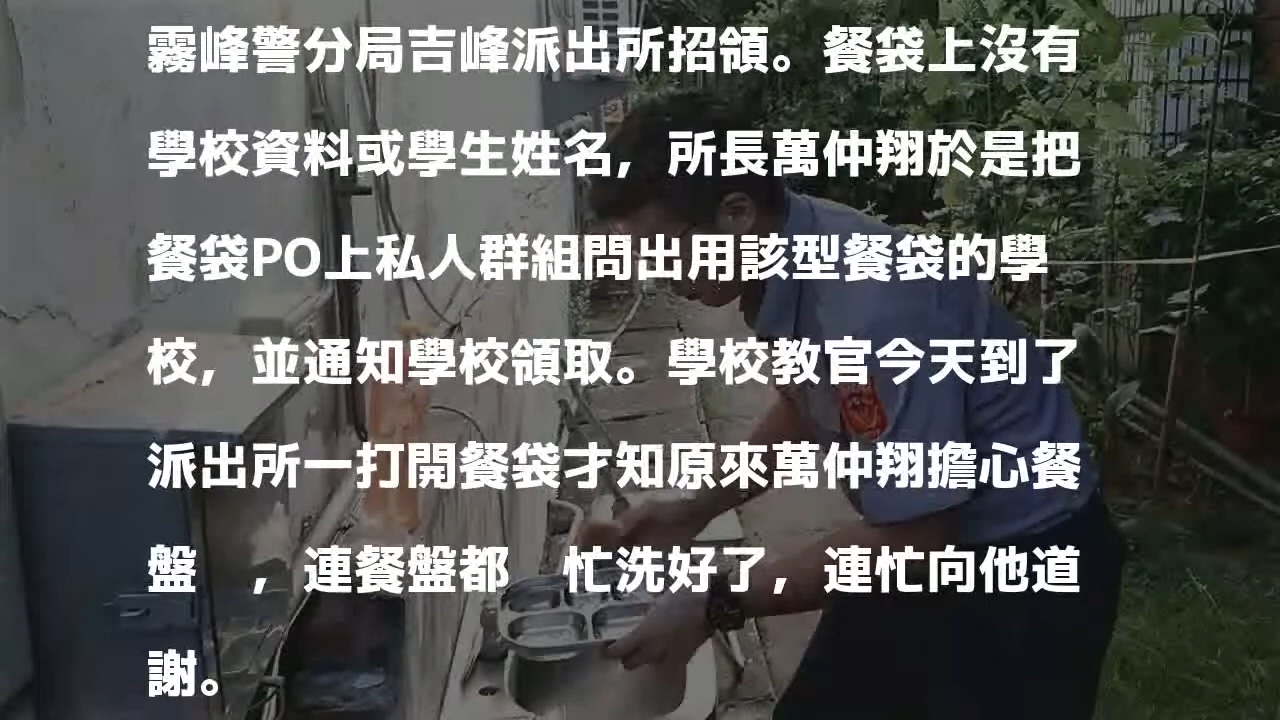 霧峰警分局吉峰派出所招領。餐袋上沒有
學校資料或學生姓名，所長萬仲翔於是把
餐袋PO上私人群組問出用該型餐袋的學
校，並通知學校領取。學校教官今天到了
派出所一打開餐袋才知原來萬仲翔擔心餐
盤　，連餐盤都　忙洗好了，連忙向他道
謝。